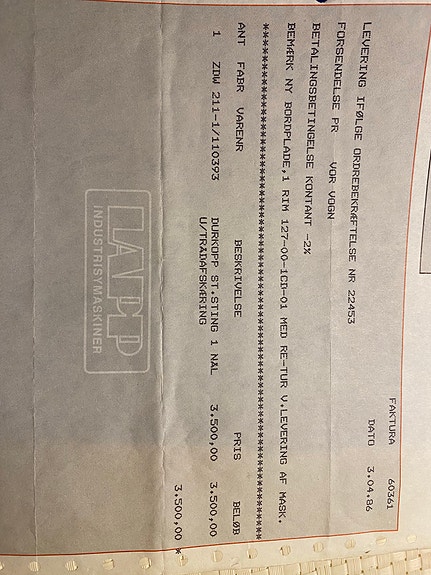 FAKTURA 60361
DATO 3.04.86
LEVERING IFØLGE ORDREBEKRÆFTELSE NR 22453
FORSENDELSE PR VOR VOGN
BETALINGSBETINGELSE KONTANT -2%
BEMÆRK NY BORDPLADE,1 RIM 127-00-1CD-01 MED RE-TUR V.LEVERING AF MASK.
************************************************************************
ANT FABR VARENR BESKRIVELSE PRIS BELØB
1 ZDW 211-1/110393 DURKOPP ST.STING 1 NÅL 3.500,00 3.500,00
U/TRÅDAFSKÆRING
3.500,00 *
LAVEP
INDUSTRISYMASKINER